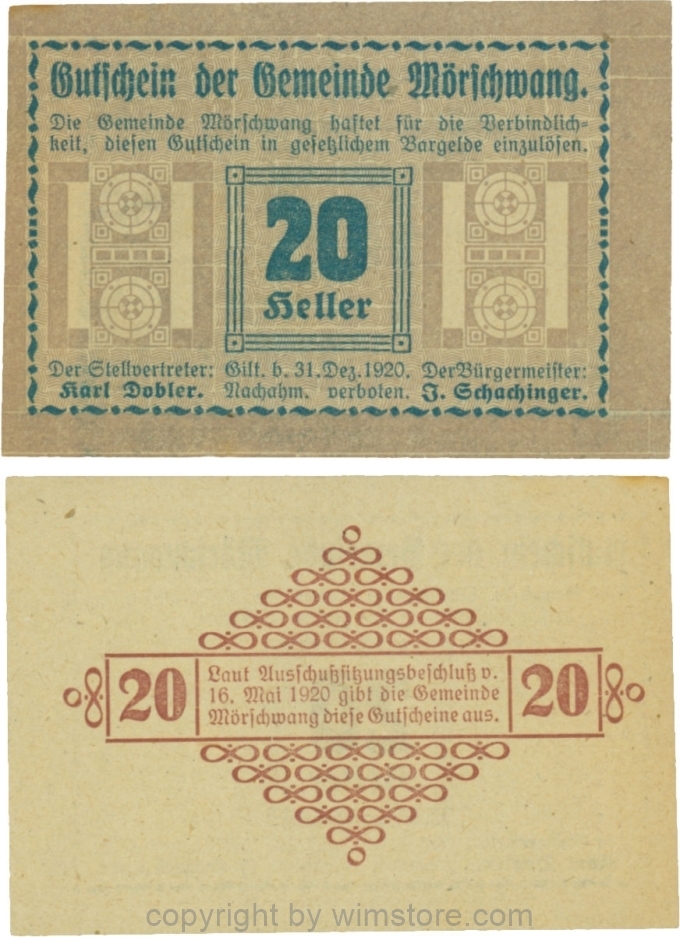 Gutschein der Gemeinde Mörschwang.
Die Gemeinde Mörschwang haftet für die Verbindlich=
keit, diesen Gutschein in gesetzlichem Bargelde einzulösen.
20
Heller
Der Stellvertreter: Gilt. b. 31. Dez. 1920. Der Bürgermeister:
Karl Dobler. Nachahm. verboten. J. Schachinger.
20 Laut Ausschußsitzungsbeschluß v. 20
16. Mai 1920 gibt die Gemeinde
Mörschwang diese Gutscheine aus.
copyright by wimstore.com